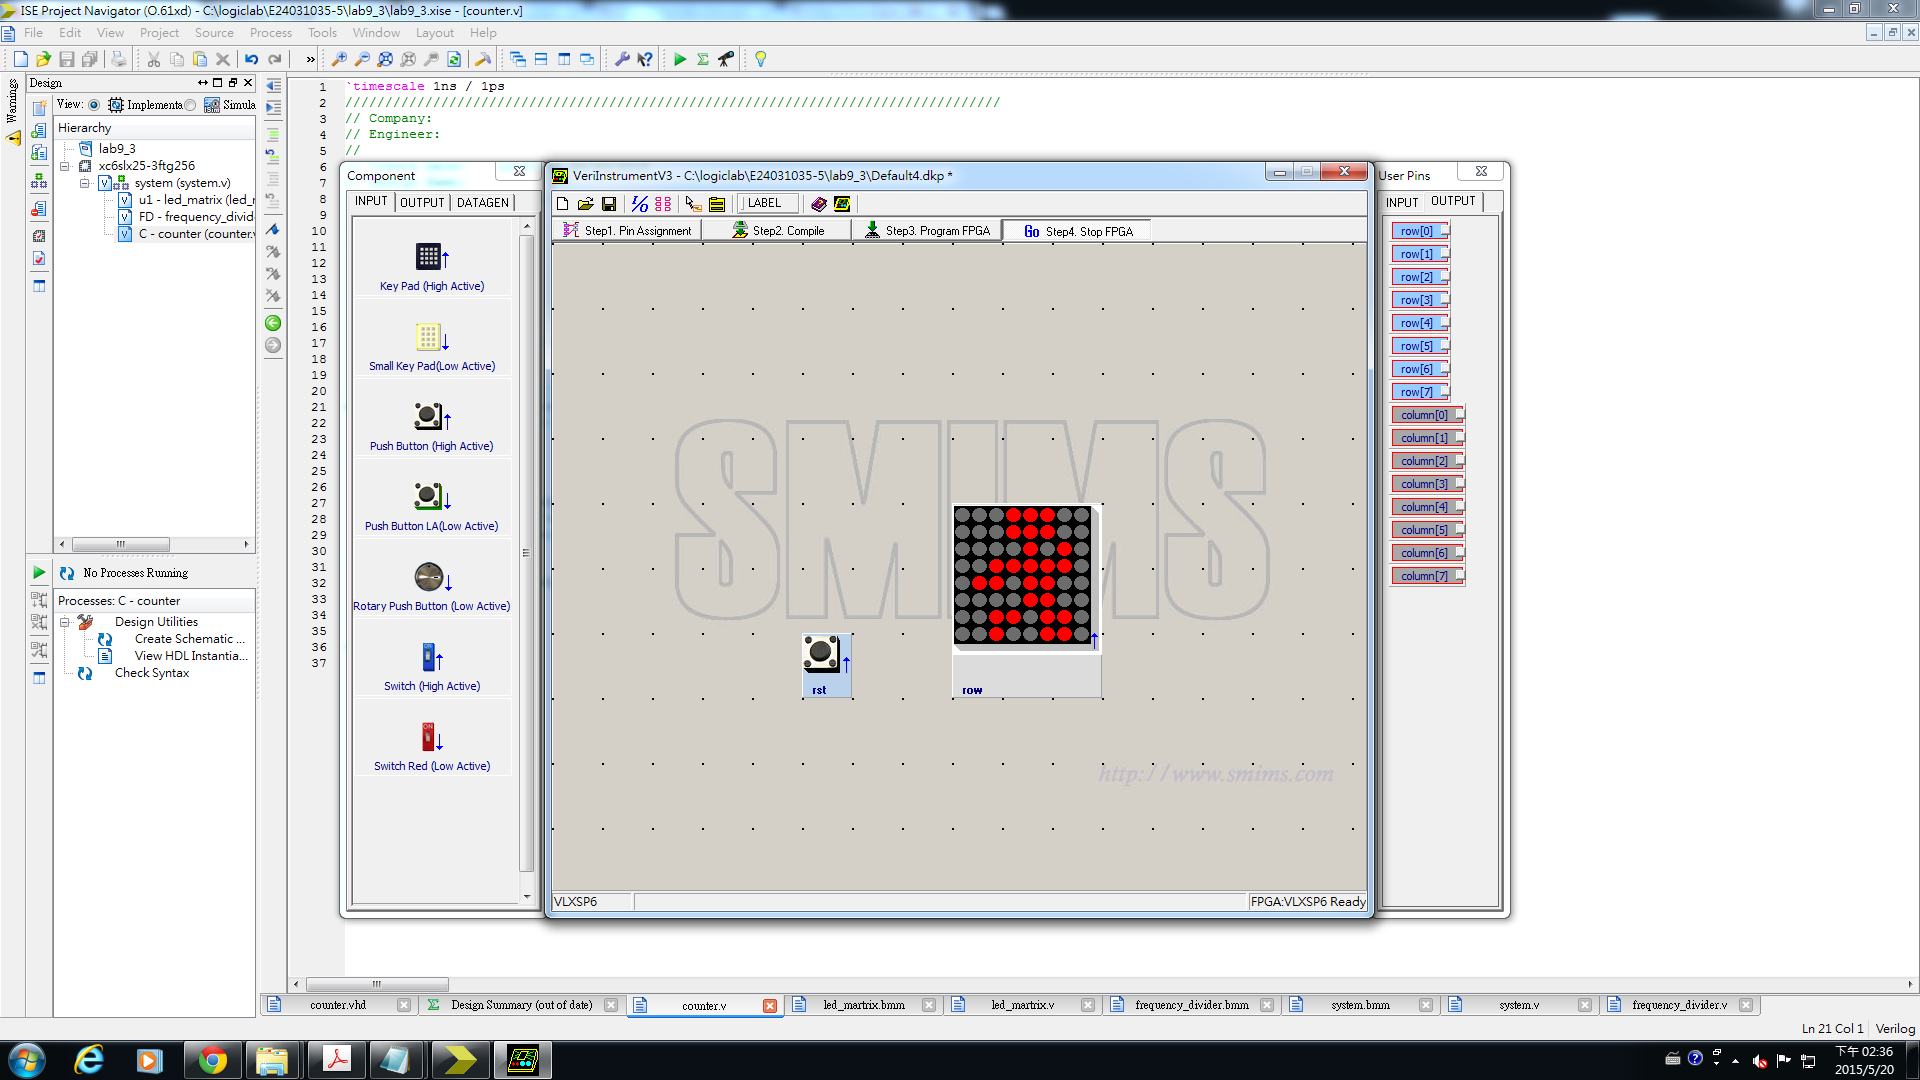 ISE Project Navigator (O.61xd) - C:\logiclab\E24031035-5\lab9_3\lab9_3.xise - [counter.v]
File Edit View Project Source Process Tools Window Layout Help
»
Warnings
Design
View: Implementa Simula
Hierarchy
lab9_3
xc6slx25-3ftg256
system (system.v)
u1 - led_matrix (led_r
FD - frequency_divid
C - counter (counter.v
No Processes Running
Processes: C - counter
Design Utilities
Create Schematic ...
View HDL Instantia...
Check Syntax
1 `timescale 1ns / 1ps
2 //////////////////////////////////////////////////////////////////////////////////
3 // Company:
4 // Engineer:
5 //
6
7
8
9
10
11
12
13
14
15
16
17
18
19
20
21
22
23
24
25
26
27
28
29
30
31
32
33
34
35
36
37
Component
INPUT OUTPUT DATAGEN
Key Pad (High Active)
Small Key Pad(Low Active)
Push Button (High Active)
Push Button LA(Low Active)
Rotary Push Button (Low Active)
Switch (High Active)
ON
Switch Red (Low Active)
VeriInstrumentV3 - C:\logiclab\E24031035-5\lab9_3\Default4.dkp *
I/O LABEL
Step1. Pin Assignment Step2. Compile Step3. Program FPGA Go Step4. Stop FPGA
SMIMS
rst
row
http://www.smims.com
VLXSP6 FPGA:VLXSP6 Ready
User Pins
INPUT OUTPUT
row[0]
row[1]
row[2]
row[3]
row[4]
row[5]
row[6]
row[7]
column[0]
column[1]
column[2]
column[3]
column[4]
column[5]
column[6]
column[7]
counter.vhd Design Summary (out of date) counter.v led_martrix.bmm led_martrix.v frequency_divider.bmm system.bmm system.v frequency_divider.v
Ln 21 Col 1 Verilog
下午 02:36
2015/5/20